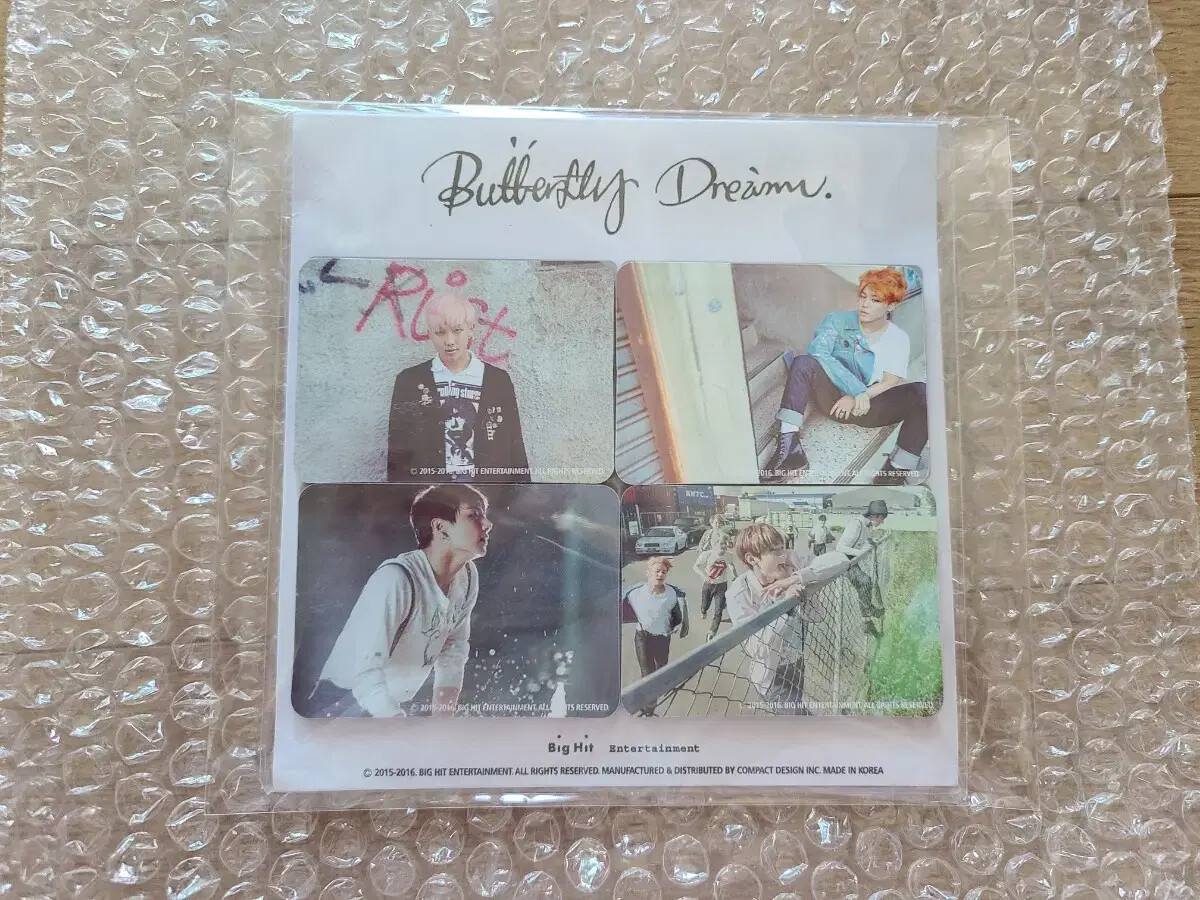 Butterfly Dream.
Riot
Rolling Stones
© 2015-2016. BIG HIT ENTERTAINMENT. ALL RIGHTS RESERVED.
2016. BIG HIT ENTERTAINMENT. ALL RIGHTS RESERVED.
© 2015-2016. BIG HIT ENTERTAINMENT. ALL RIGHTS RESERVED.
2015-2016. BIG HIT ENTERTAINMENT. ALL RIGHTS RESERVED.
Big Hit Entertainment
© 2015-2016. BIG HIT ENTERTAINMENT. ALL RIGHTS RESERVED. MANUFACTURED & DISTRIBUTED BY COMPACT DESIGN INC. MADE IN KOREA